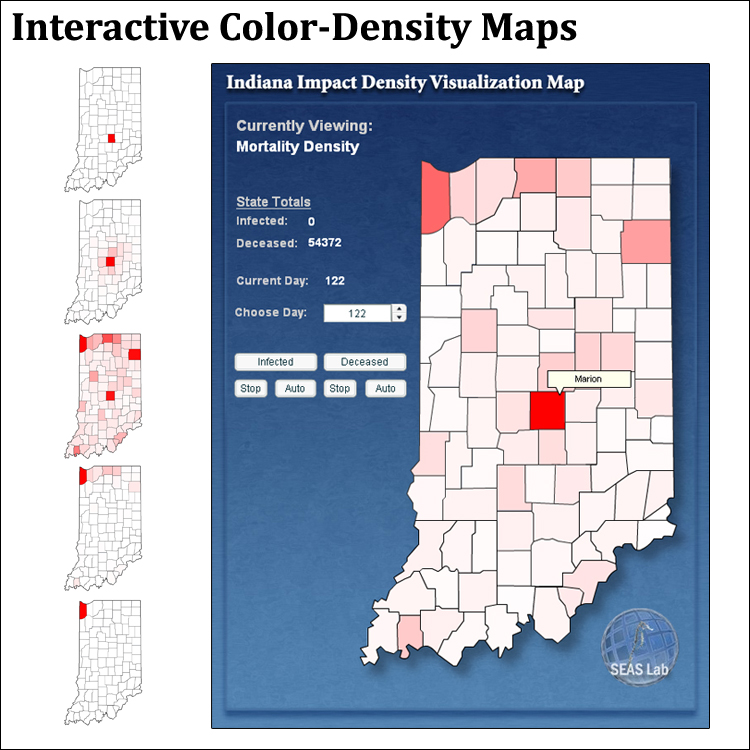 Interactive Color-Density Maps
Indiana Impact Density Visualization Map
Currently Viewing:
Mortality Density
State Totals
Infected: 0
Deceased: 54372
Current Day: 122
Choose Day: 122
Infected Deceased
Stop Auto Stop Auto
Marion
SEAS Lab